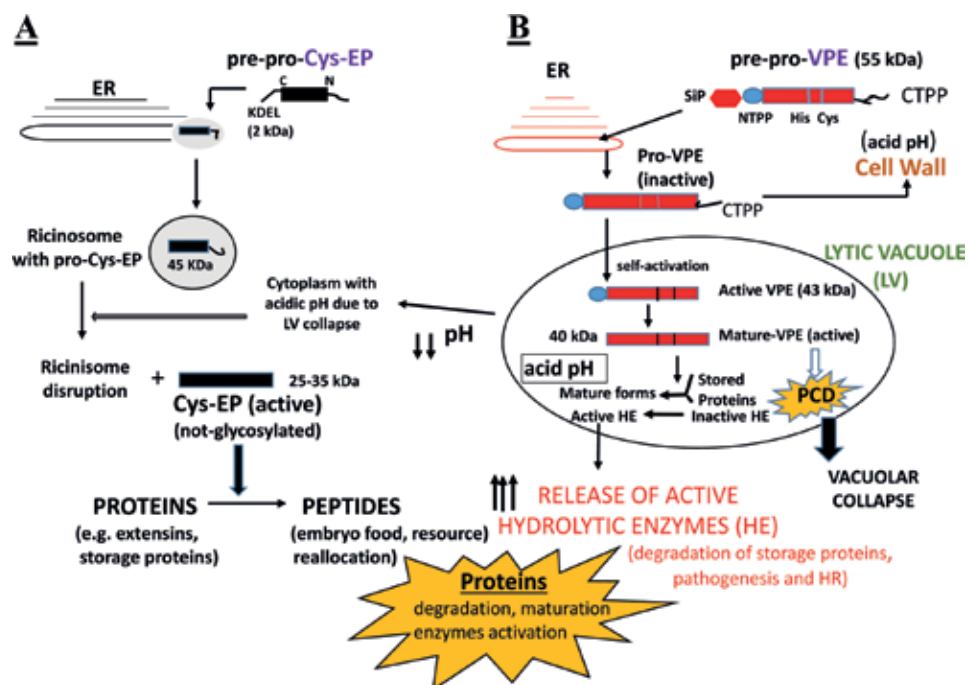 A
pre-pro-Cys-EP
C
N
ER
KDEL
(2 kDa)
Ricinosome
with pro-Cys-EP
45 KDa
Cytoplasm with
acidic pH due to
LV collapse
pH
Ricinisome
disruption
+
25-35 kDa
Cys-EP (active)
(not-glycosylated)
PROTEINS
(e.g. extensins,
storage proteins)
PEPTIDES
(embryo food, resource
reallocation)
B
pre-pro-VPE (55 kDa)
ER
SiP
NTPP
His
Cys
CTPP
(acid pH)
Cell Wall
Pro-VPE
(inactive)
CTPP
LYTIC VACUOLE
(LV)
self-activation
Active VPE (43 kDa)
40 kDa
Mature-VPE (active)
acid pH
Mature forms
Stored
Proteins
Active HE
Inactive HE
PCD
VACUOLAR
COLLAPSE
RELEASE OF ACTIVE
HYDROLYTIC ENZYMES (HE)
(degradation of storage proteins,
pathogenesis and HR)
Proteins
degradation, maturation
enzymes activation